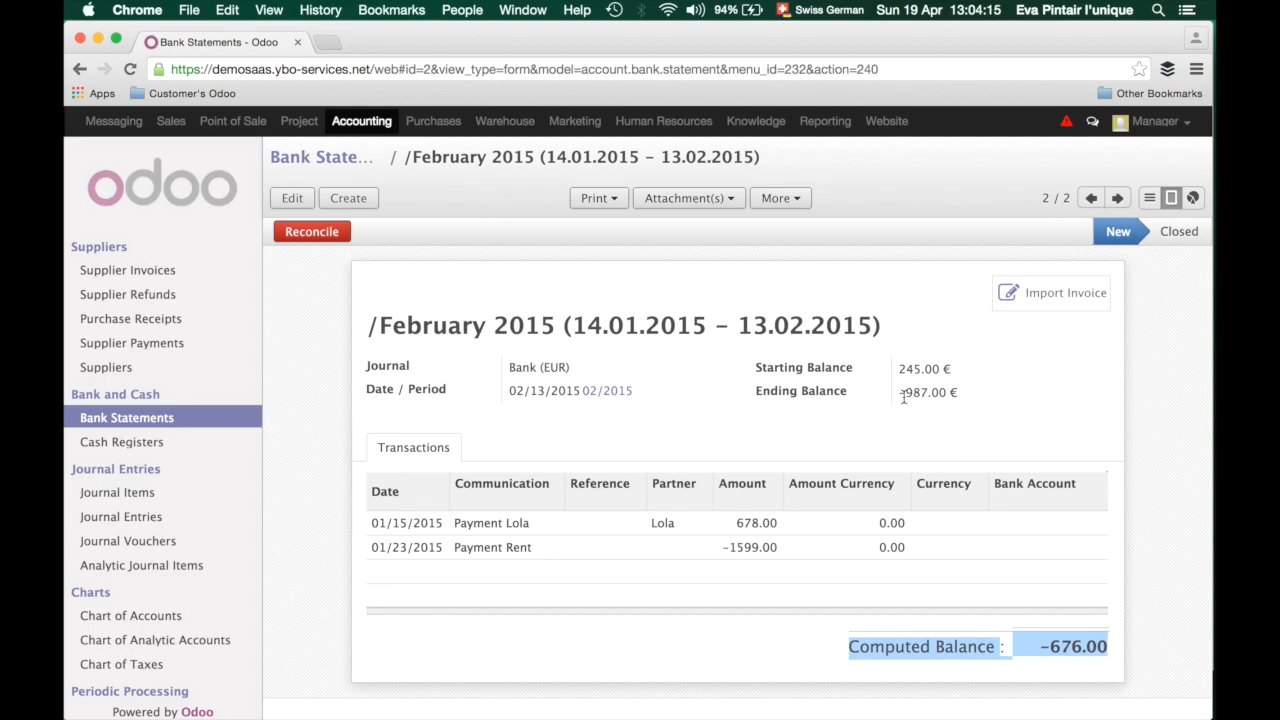 Chrome File Edit View History Bookmarks People Window Help 94% Swiss German Sun 19 Apr 13:04:15 Eva Pintair l'unique
Bank Statements - Odoo
https://demosaas.ybo-services.net/web#id=2&view_type=form&model=account.bank.statement&menu_id=232&action=240
Apps Customer's Odoo Other Bookmarks
Messaging Sales Point of Sale Project Accounting Purchases Warehouse Marketing Human Resources Knowledge Reporting Website Manager
odoo
Bank State... / /February 2015 (14.01.2015 - 13.02.2015)
Edit Create Print Attachment(s) More 2 / 2
Reconcile New Closed
Suppliers
Supplier Invoices
Supplier Refunds
Purchase Receipts
Supplier Payments
Suppliers
Bank and Cash
Bank Statements
Cash Registers
Journal Entries
Journal Items
Journal Entries
Journal Vouchers
Analytic Journal Items
Charts
Chart of Accounts
Chart of Analytic Accounts
Chart of Taxes
Periodic Processing
Powered by Odoo
Import Invoice
/February 2015 (14.01.2015 - 13.02.2015)
Journal Bank (EUR) Starting Balance 245.00 €
Date / Period 02/13/2015 02/2015 Ending Balance -987.00 €
Transactions
Date Communication Reference Partner Amount Amount Currency Currency Bank Account
01/15/2015 Payment Lola Lola 678.00 0.00
01/23/2015 Payment Rent -1599.00 0.00
Computed Balance : -676.00